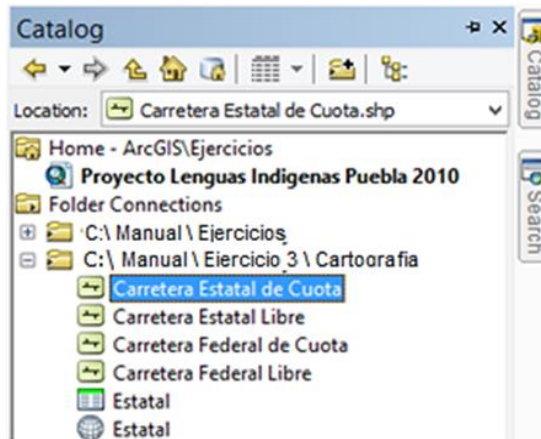 Catalog
Location: Carretera Estatal de Cuota.shp
Home - ArcGIS\Ejercicios
Proyecto Lenguas Indigenas Puebla 2010
Folder Connections
C:\ Manual \ Ejercicios
C:\ Manual \ Eiercicio 3 \ Cartoorafia
Carretera Estatal de Cuota
Carretera Estatal Libre
Carretera Federal de Cuota
Carretera Federal Libre
Estatal
Estatal
Catalog
Search